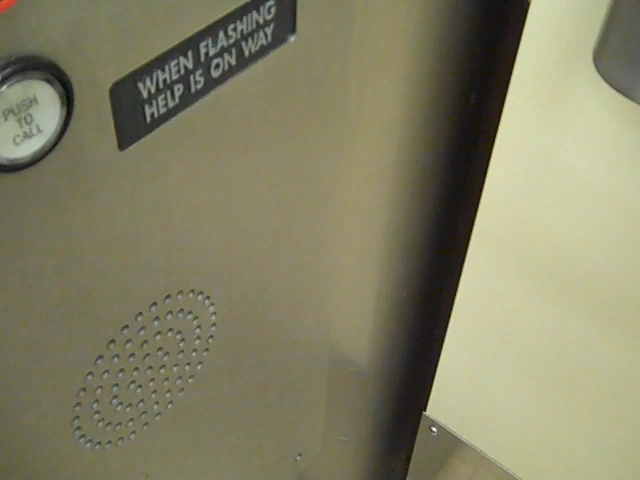 WHEN FLASHING
HELP IS ON WAY
PUSH
TO
CALL